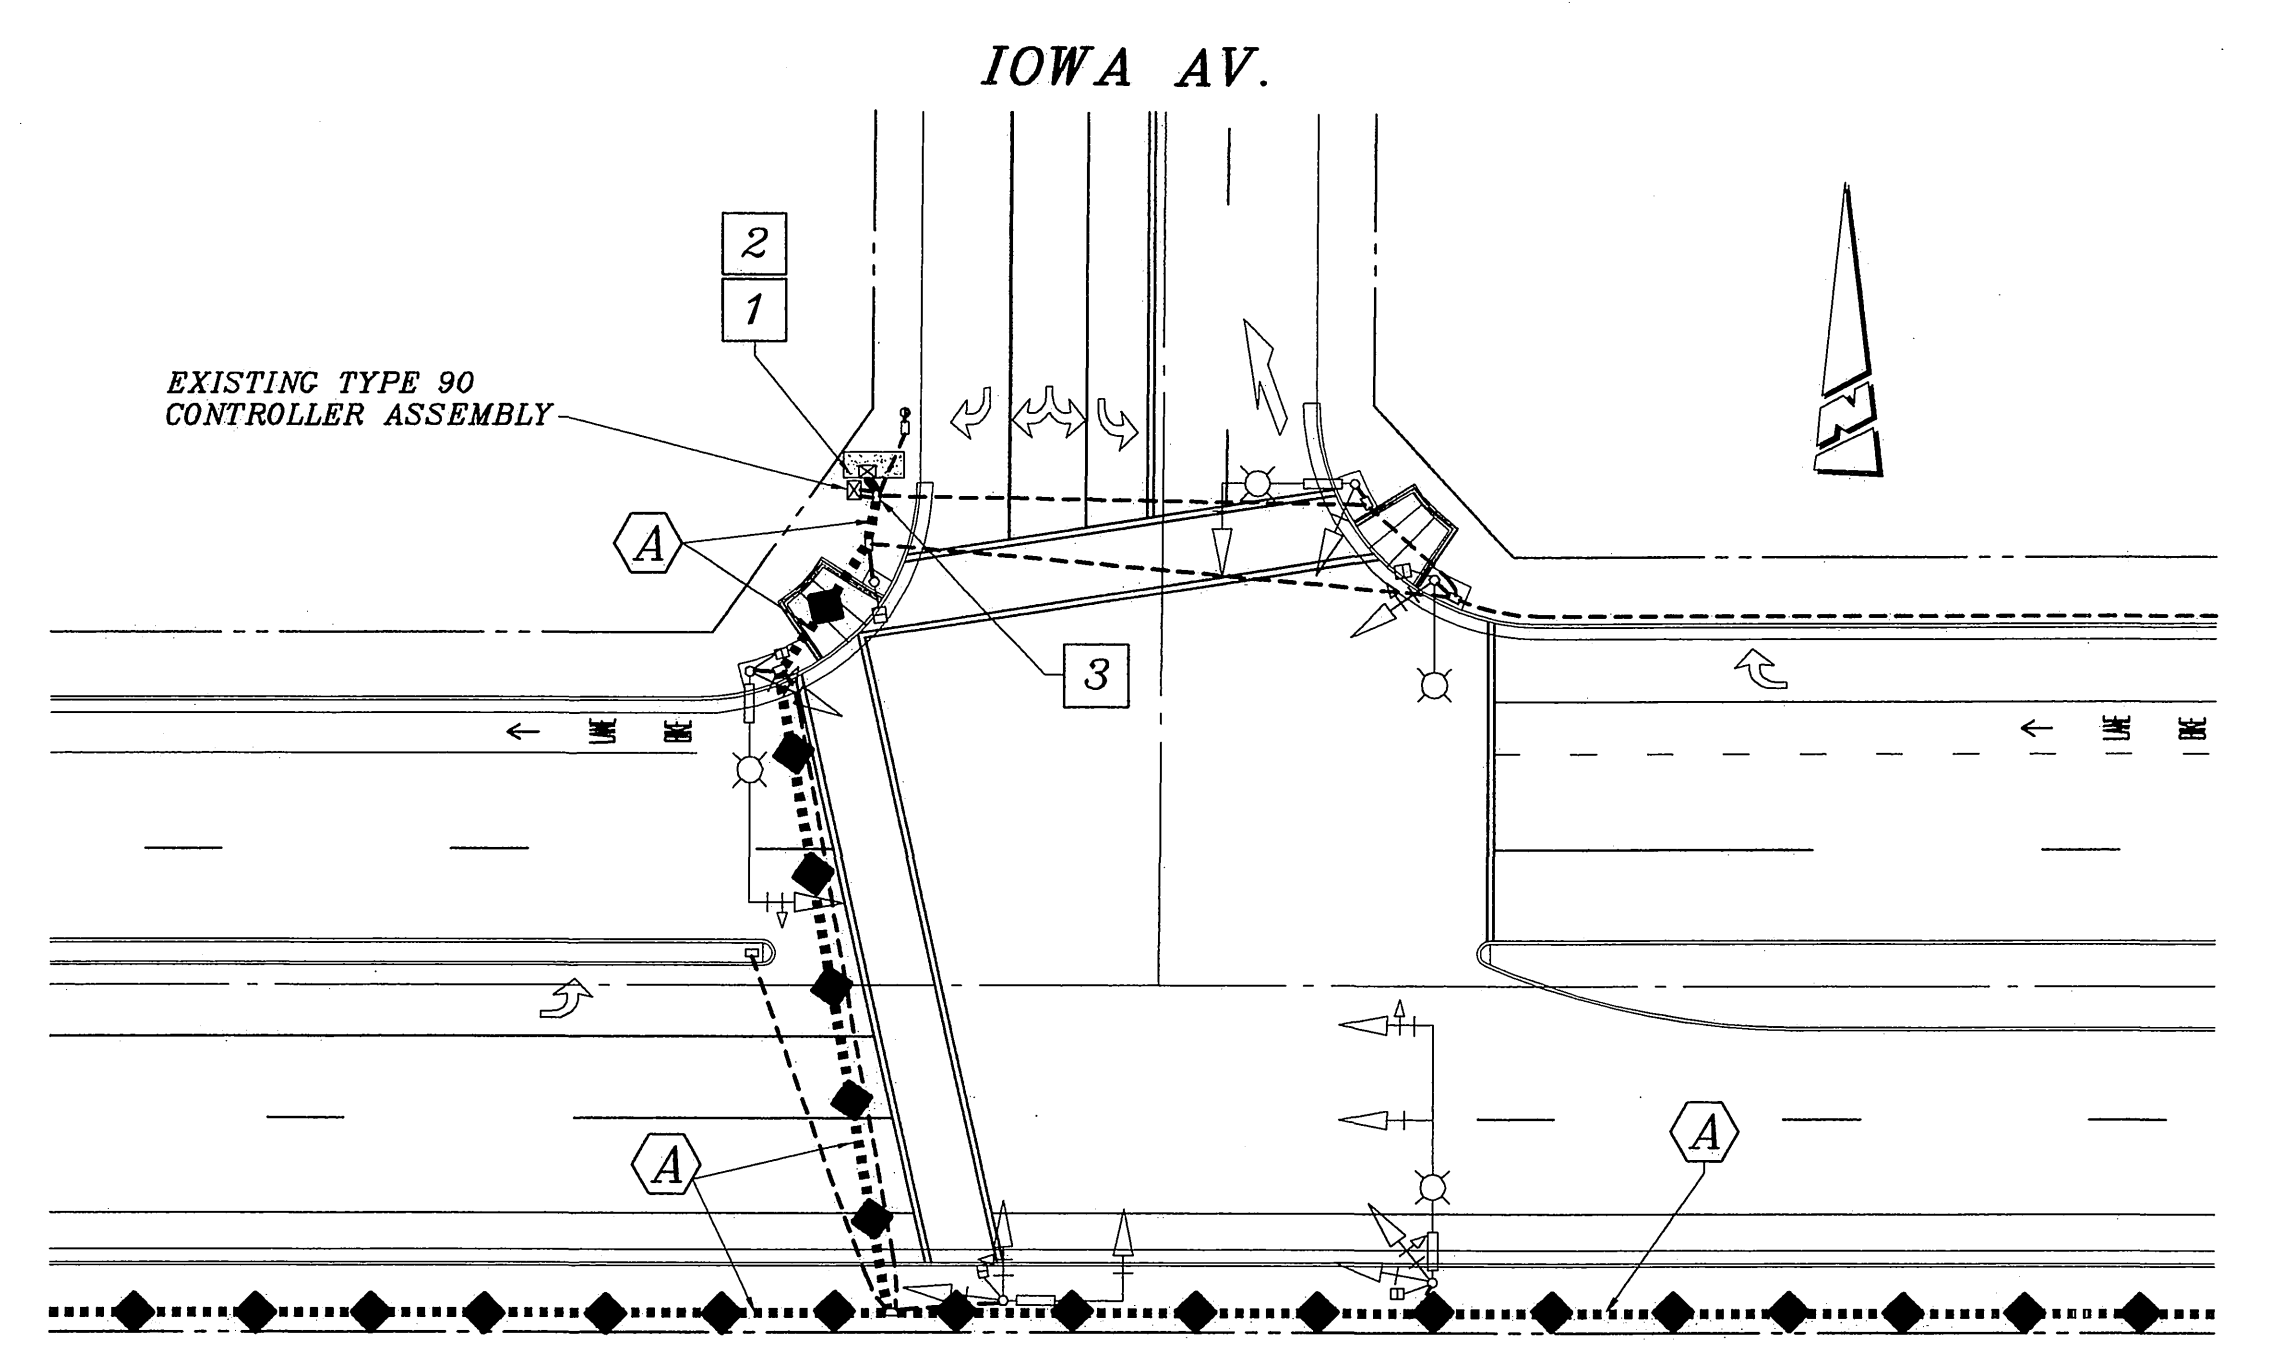 IOWA AV.
2
1
EXISTING TYPE 90
CONTROLLER ASSEMBLY
A
3
LANE
BIKE
LANE
BIKE
A
A
N